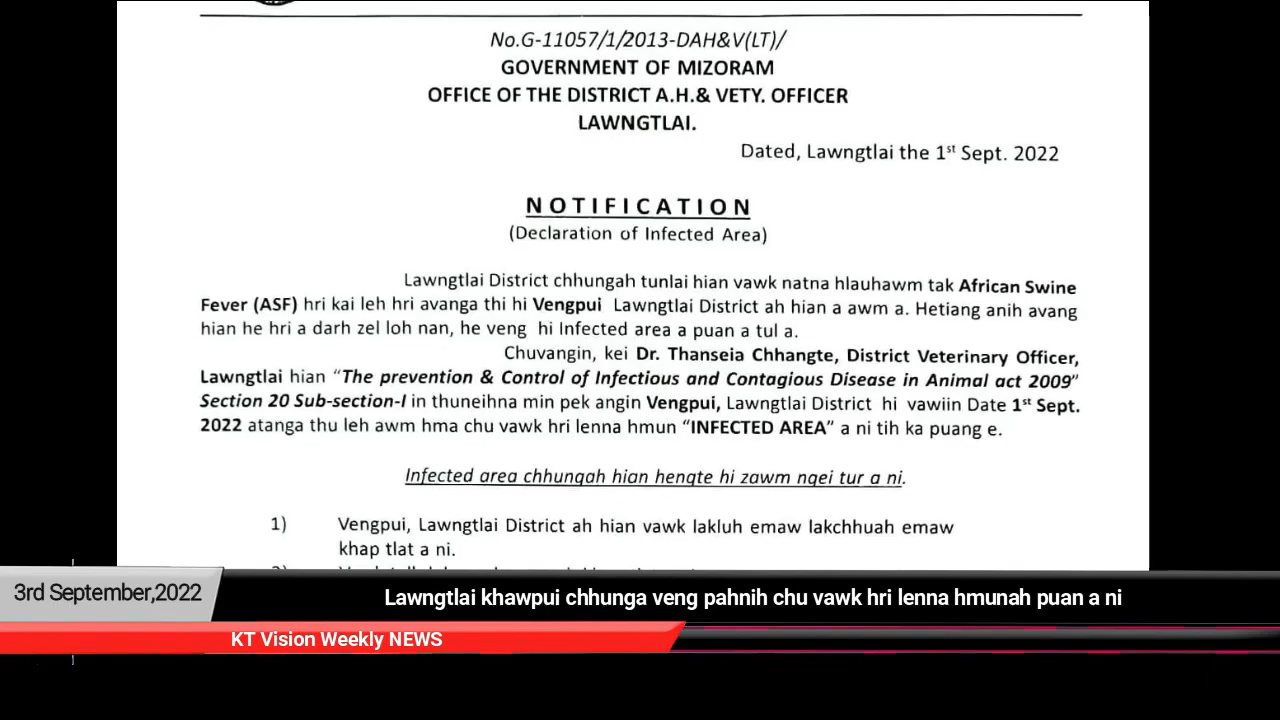 No.G-11057/1/2013-DAH&V(LT)/
GOVERNMENT OF MIZORAM
OFFICE OF THE DISTRICT A.H.& VETY. OFFICER
LAWNGTLAI.
Dated, Lawngtlai the 1st Sept. 2022
NOTIFICATION
(Declaration of Infected Area)
Lawngtlai District chhungah tunlai hian vawk natna hlauhawm tak African Swine
Fever (ASF) hri kai leh hri avanga thi hi Vengpui Lawngtlai District ah hian a awm a. Hetiang anih avang
hian he hri a darh zel loh nan, he veng hi Infected area a puan a tul a.
Chuvangin, kei Dr. Thanseia Chhangte, District Veterinary Officer,
Lawngtlai hian “The prevention & Control of Infectious and Contagious Disease in Animal act 2009”
Section 20 Sub-section-I in thuneihna min pek angin Vengpui, Lawngtlai District hi vawiin Date 1st Sept.
2022 atanga thu leh awm hma chu vawk hri lenna hmun “INFECTED AREA” a ni tih ka puang e.
Infected area chhungah hian hengte hi zawm ngei tur a ni.
1) Vengpui, Lawngtlai District ah hian vawk lakluh emaw lakchhuah emaw
khap tlat a ni.
3rd September,2022
Lawngtlai khawpui chhunga veng pahnih chu vawk hri lenna hmunah puan a ni
KT Vision Weekly NEWS